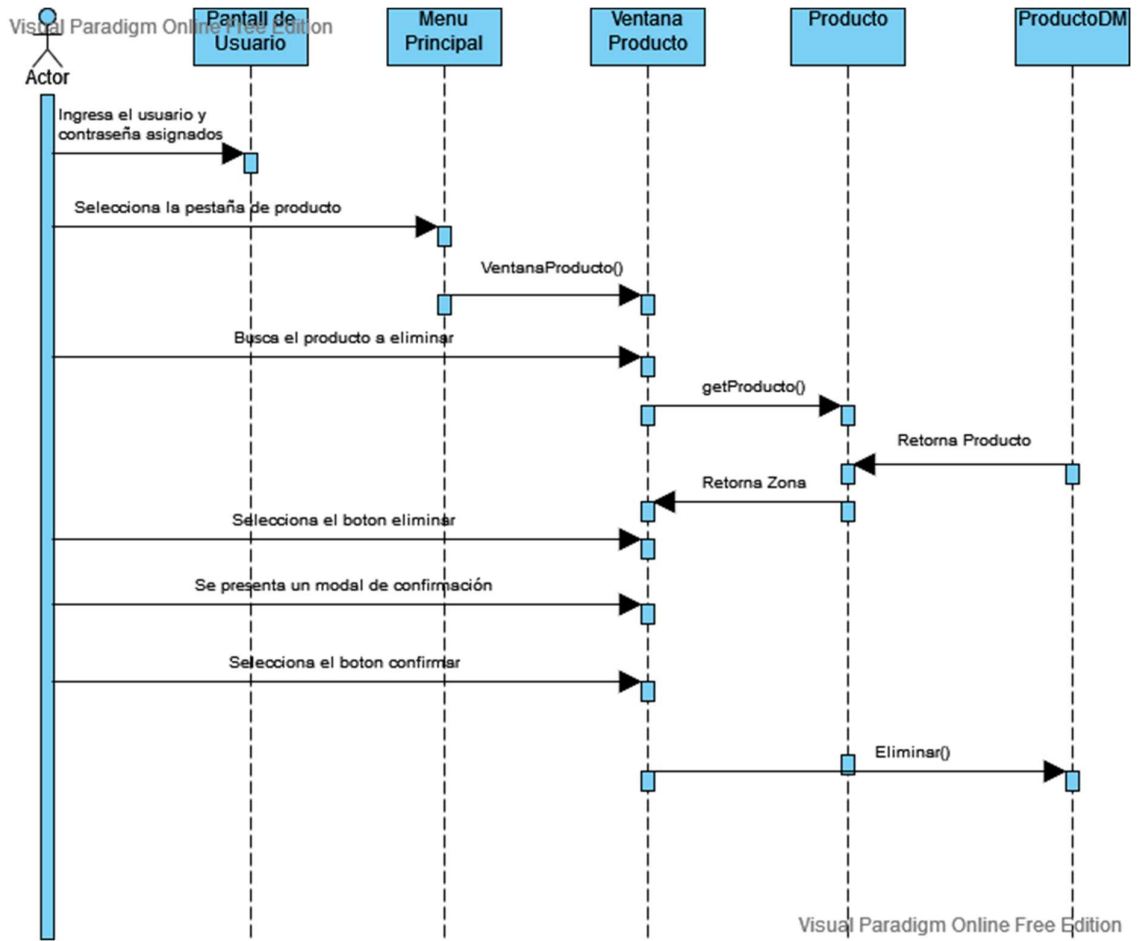 Visual Paradigm Online Free Edition
Pantall de
Usuario
Menu
Principal
Ventana
Producto
Producto
ProductoDM
Actor
Ingresa el usuario y
contraseña asignados
Selecciona la pestaña de producto
VentanaProducto()
Busca el producto a eliminar
getProducto()
Retorna Producto
Retorna Zona
Selecciona el boton eliminar
Se presenta un modal de confirmación
Selecciona el boton confirmar
Eliminar()
Visual Paradigm Online Free Edition